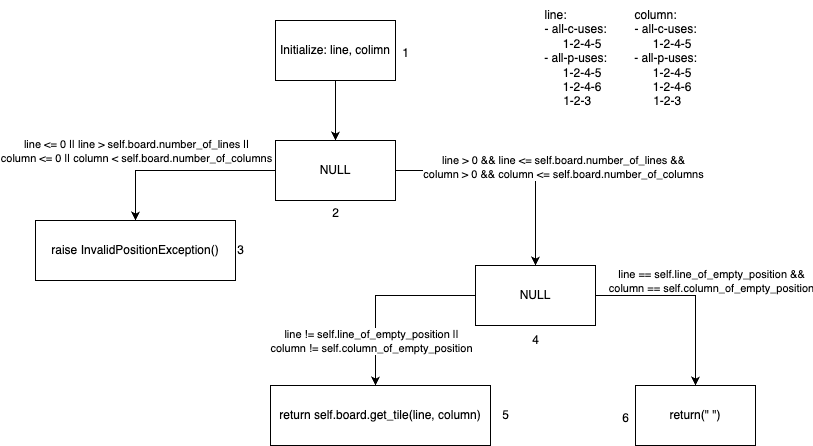 line:
- all-c-uses:
1-2-4-5
- all-p-uses:
1-2-4-5
1-2-4-6
1-2-3
column:
- all-c-uses:
1-2-4-5
- all-p-uses:
1-2-4-5
1-2-4-6
1-2-3
Initialize: line, colimn
1
line <= 0 || line > self.board.number_of_lines ||
column <= 0 || column < self.board.number_of_columns
NULL
2
line > 0 && line <= self.board.number_of_lines &&
column > 0 && column <= self.board.number_of_columns
raise InvalidPositionException()
3
NULL
4
line == self.line_of_empty_position &&
column == self.column_of_empty_position
line != self.line_of_empty_position ||
column != self.column_of_empty_position
return self.board.get_tile(line, column)
5
6
return(" ")